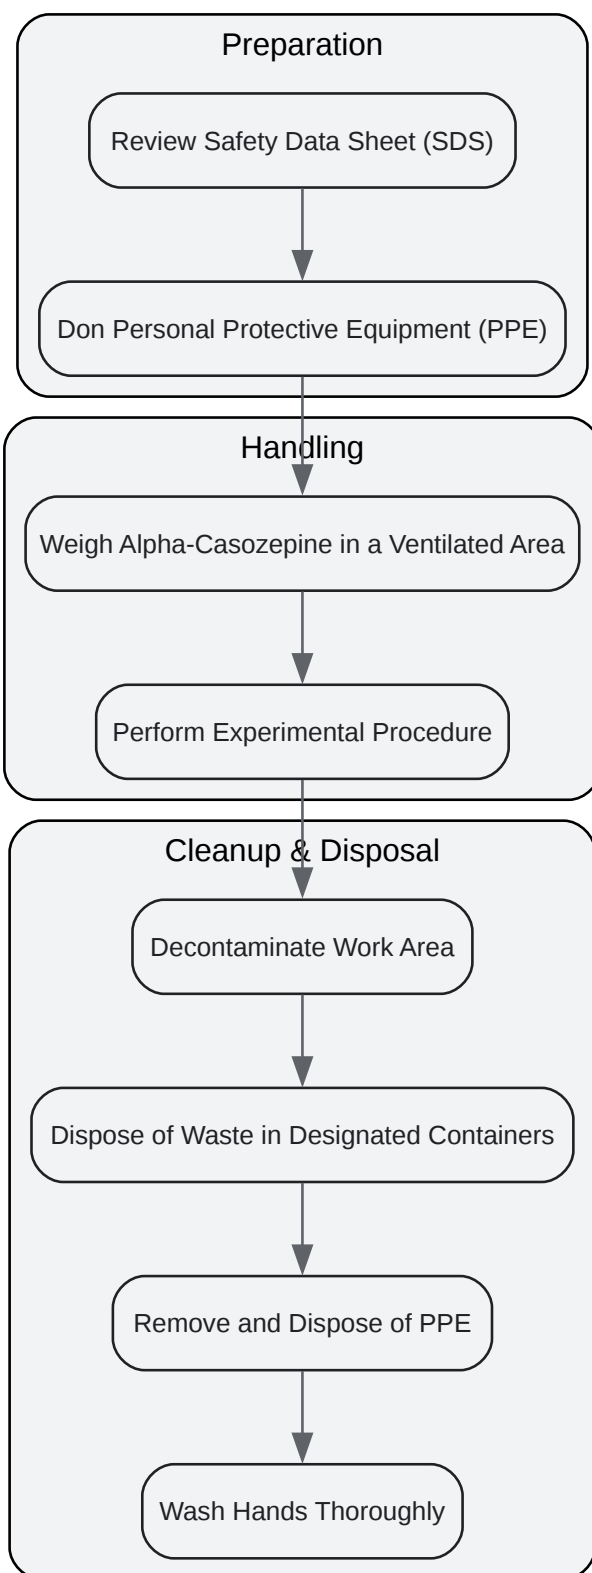 Preparation
Review Safety Data Sheet (SDS)
Don Personal Protective Equipment (PPE)
Handling
Weigh Alpha-Casozepine in a Ventilated Area
Perform Experimental Procedure
Cleanup & Disposal
Decontaminate Work Area
Dispose of Waste in Designated Containers
Remove and Dispose of PPE
Wash Hands Thoroughly